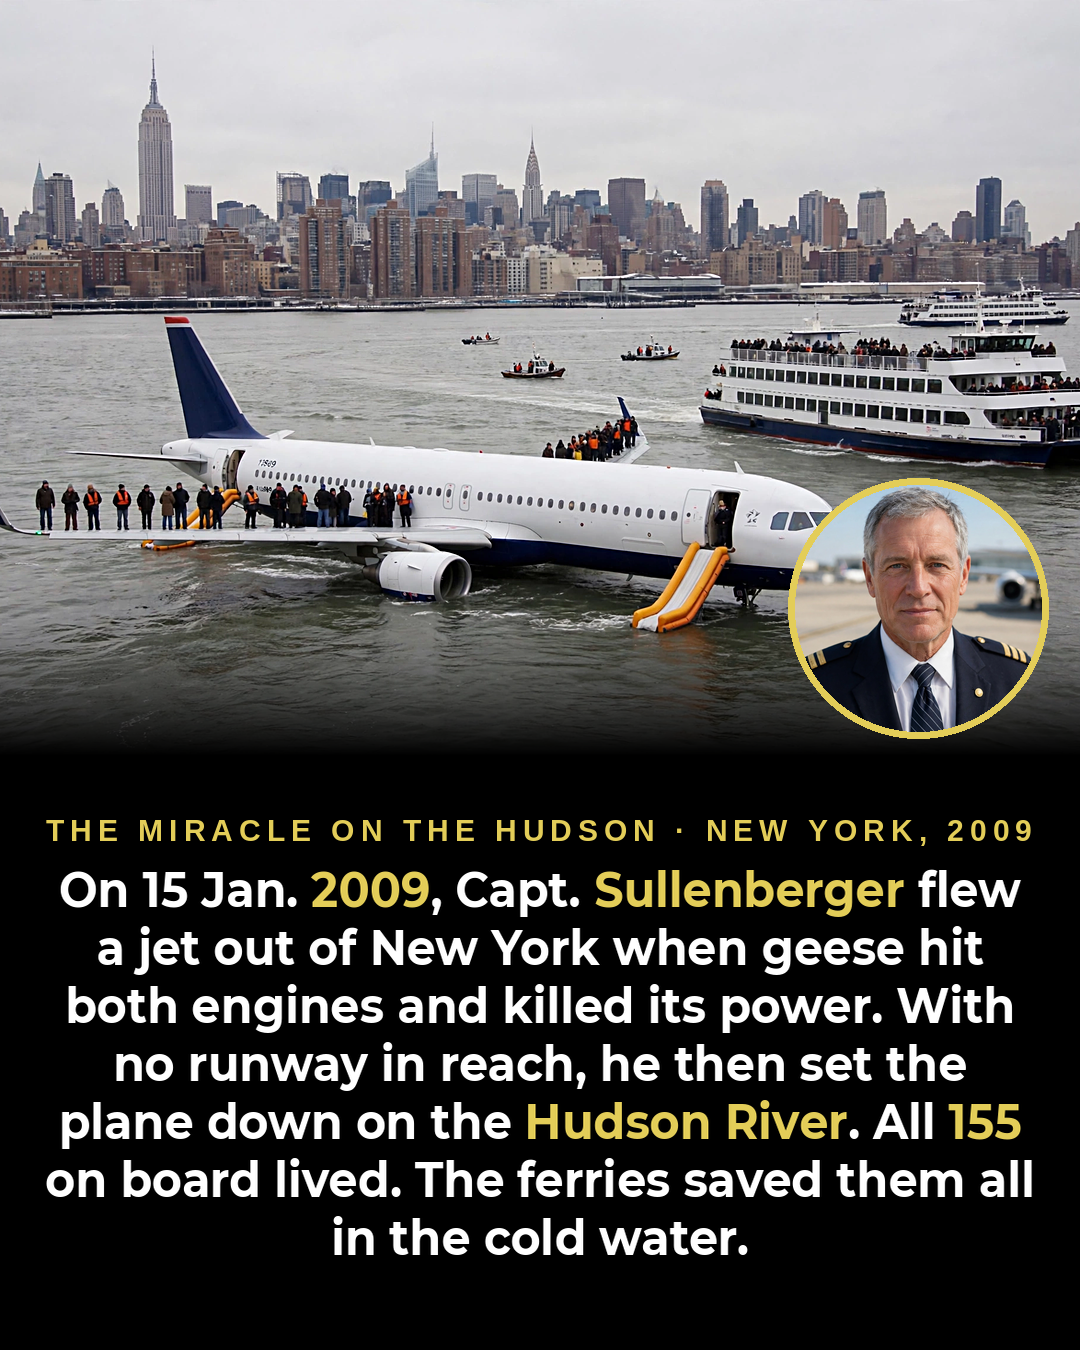 THE MIRACLE ON THE HUDSON · NEW YORK, 2009
On 15 Jan. 2009, Capt. Sullenberger flew
a jet out of New York when geese hit
both engines and killed its power. With
no runway in reach, he then set the
plane down on the Hudson River. All 155
on board lived. The ferries saved them all
in the cold water.